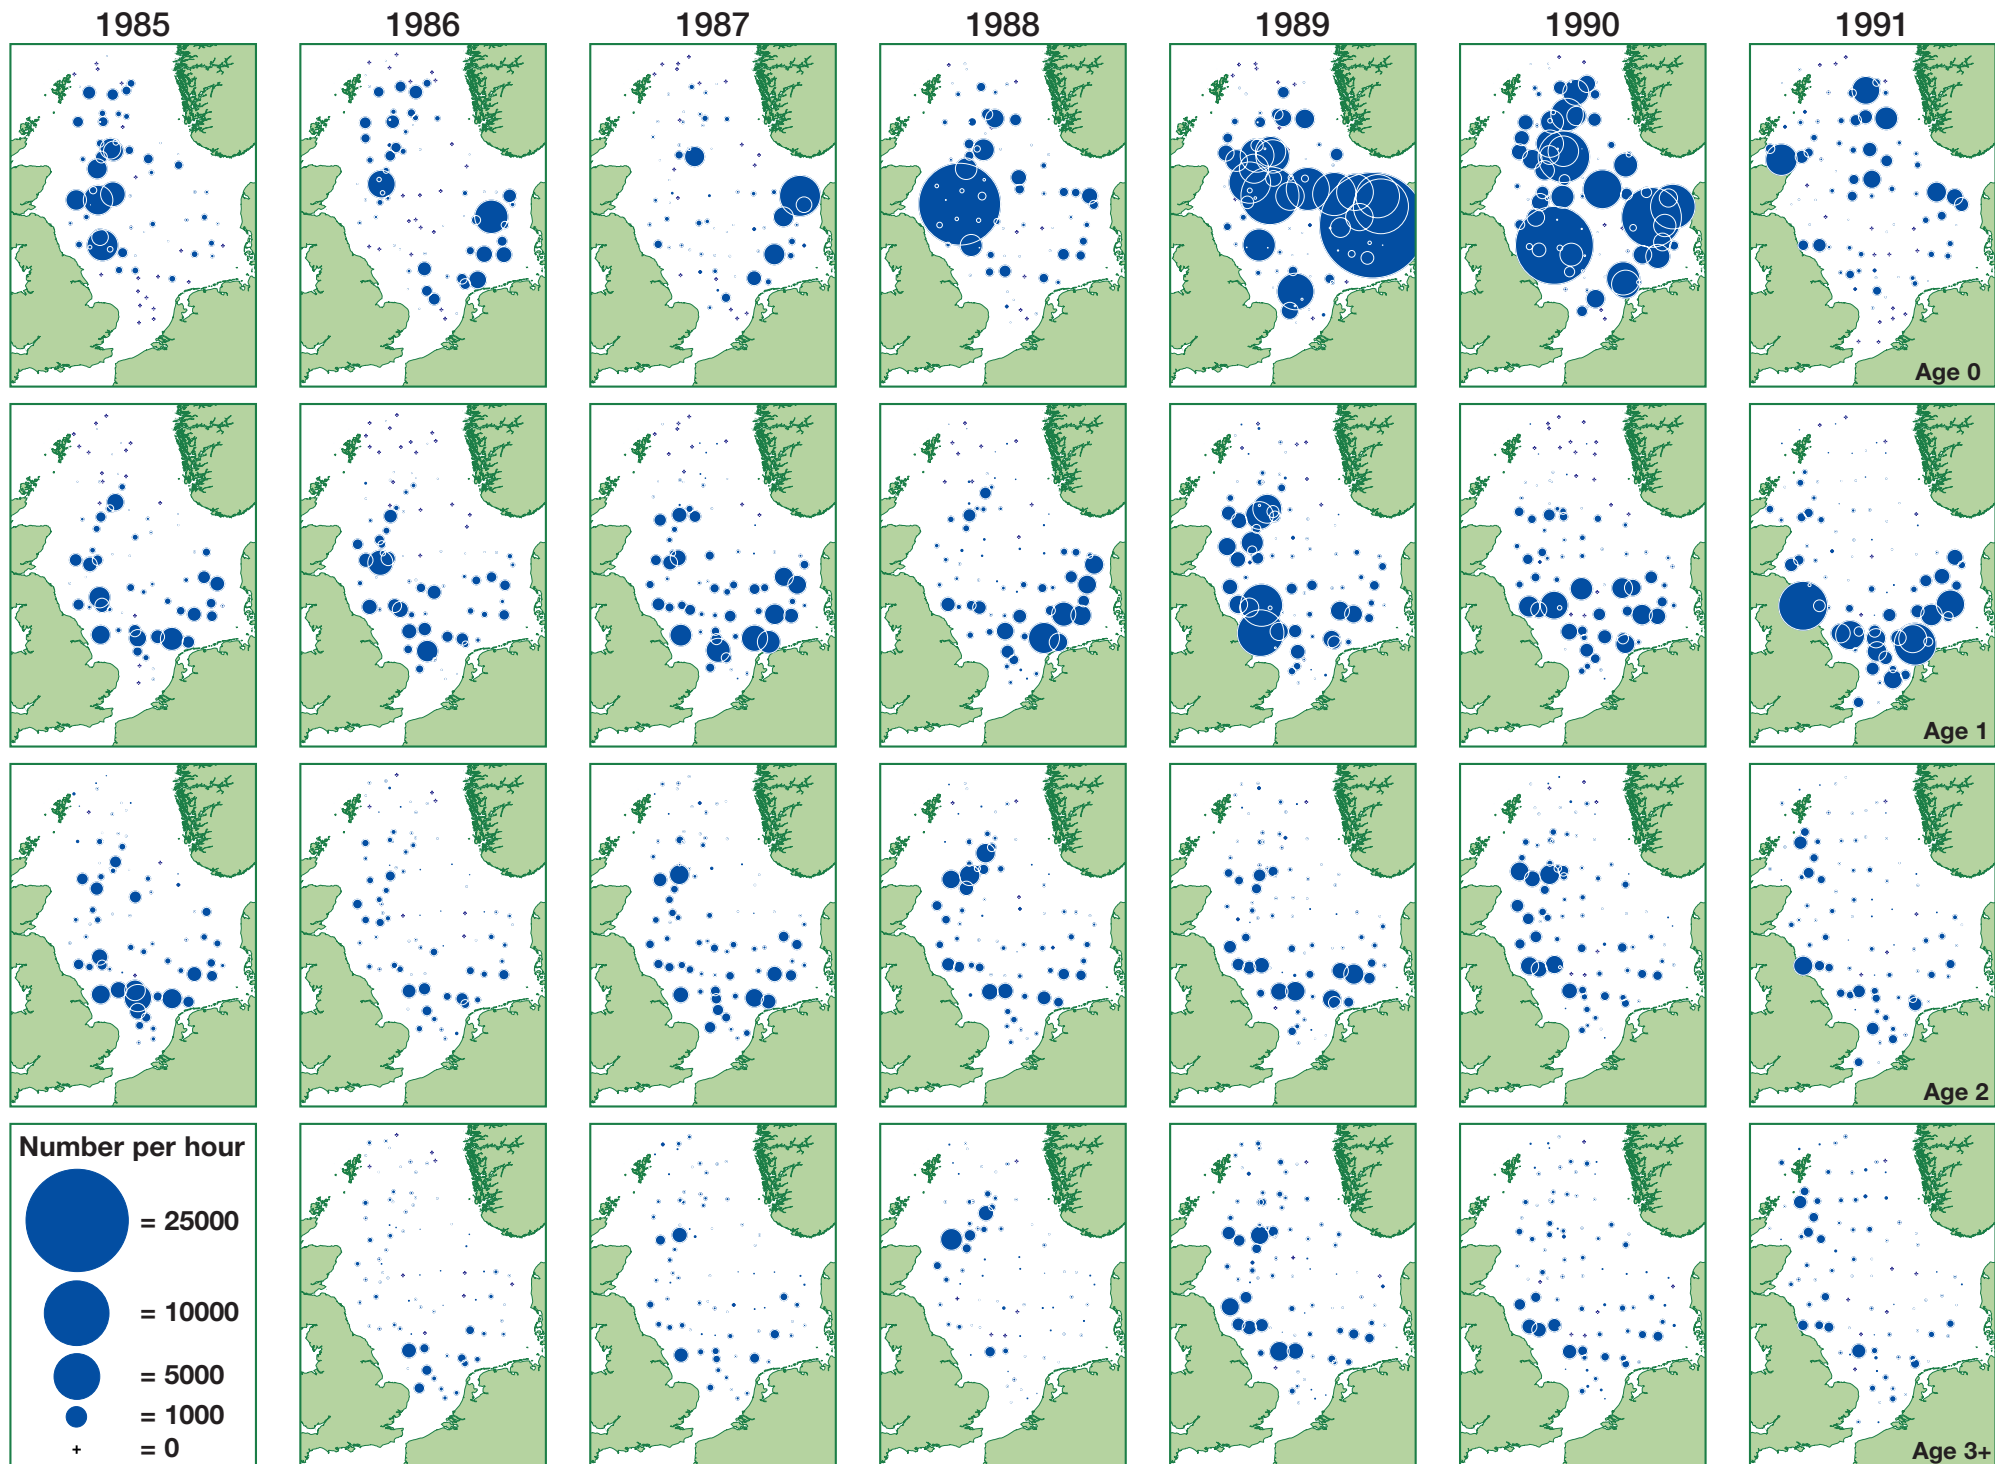 1985 1986 1987 1988 1989 1990 1991
Age 0
Age 1
Age 2
Number per hour
= 25000
= 10000
= 5000
= 1000
+ = 0
Age 3+